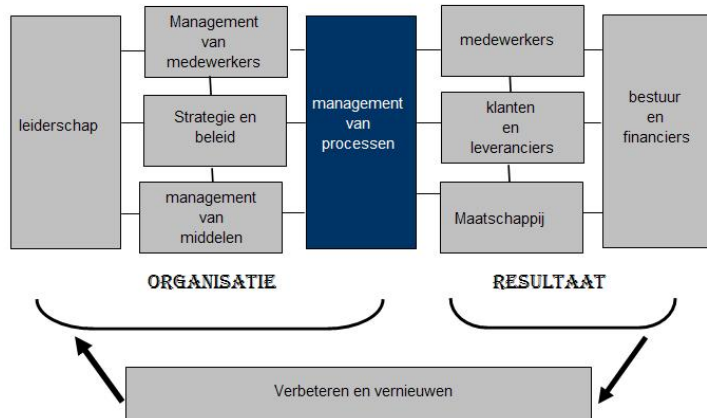 leiderschap
Management
van
medewerkers
Strategie en
beleid
management
van
middelen
management
van
processen
medewerkers
klanten
en
leveranciers
Maatschappij
bestuur
en
financiers
ORGANISATIE
RESULTAAT
Verbeteren en vernieuwen